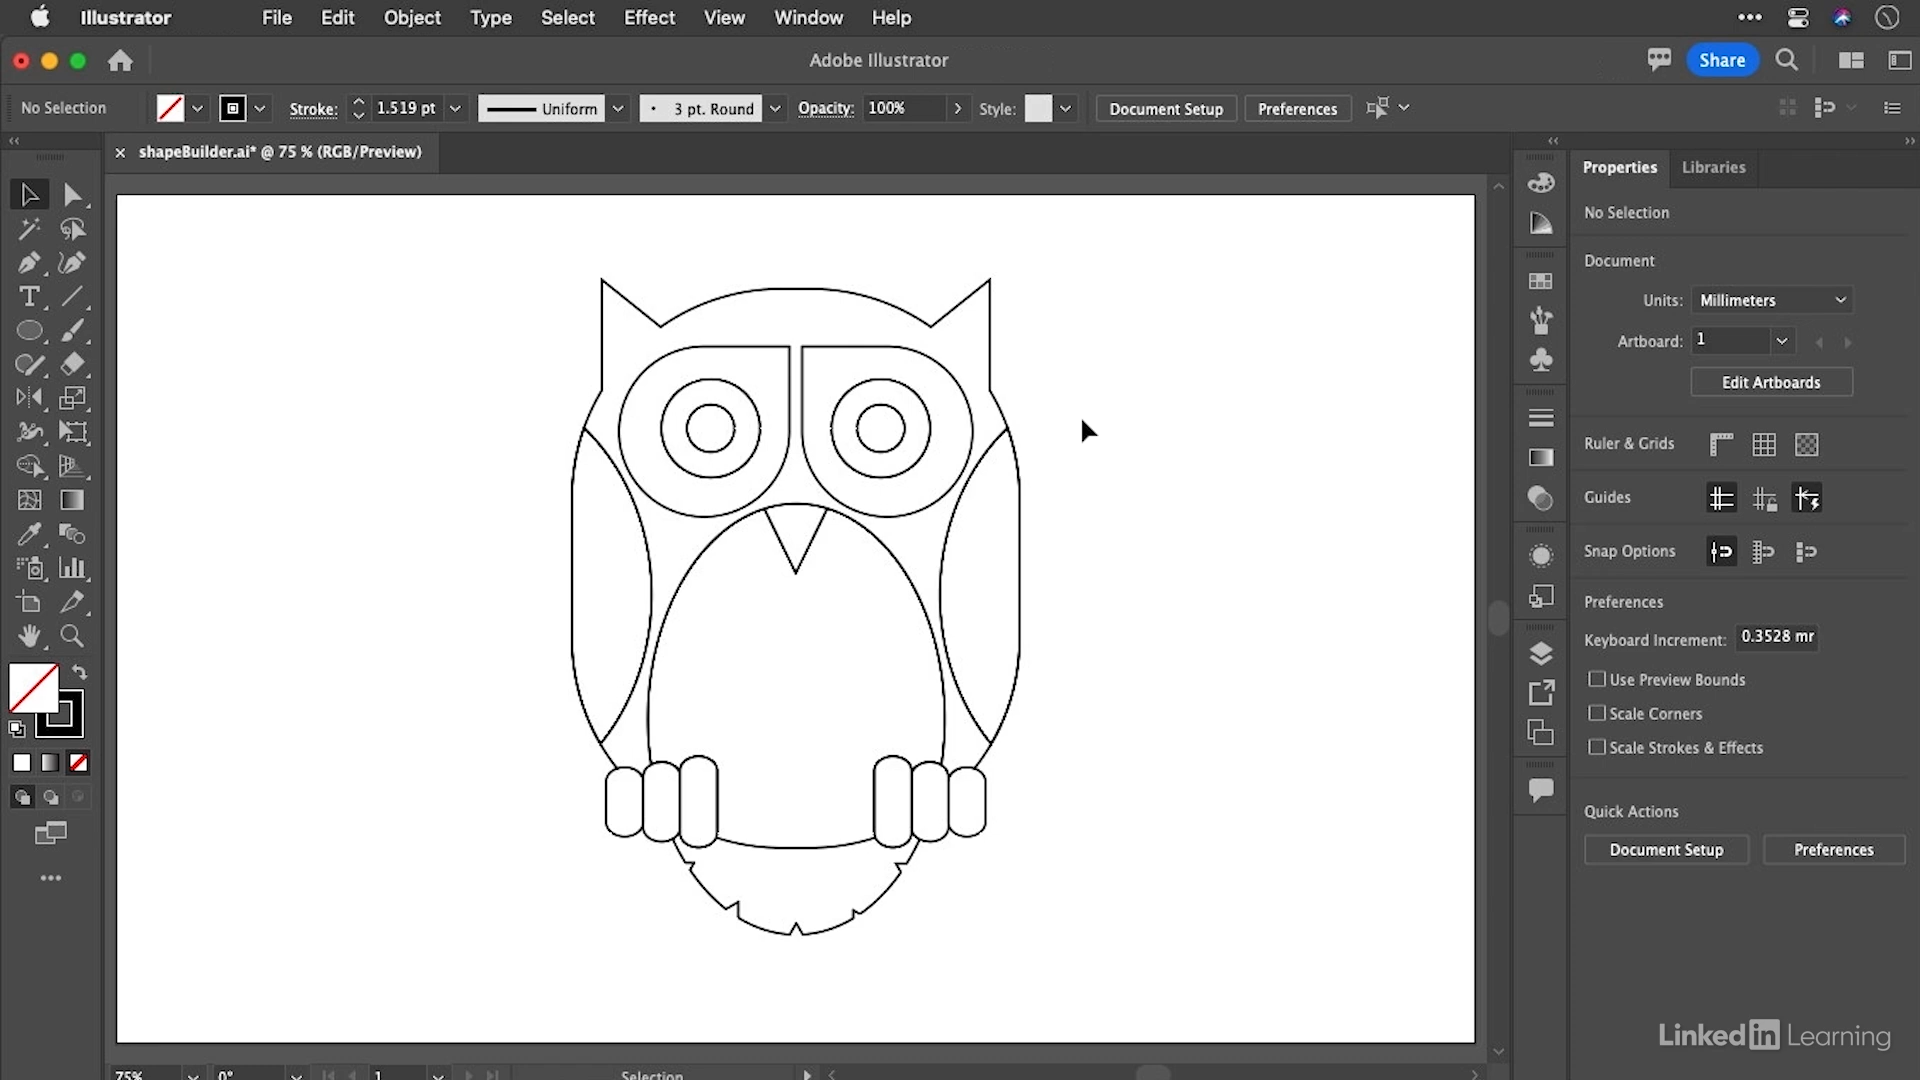 Illustrator File Edit Object Type Select Effect View Window Help
Adobe Illustrator
Share
No Selection
Stroke: 1.519 pt
Uniform
3 pt. Round
Opacity: 100%
Style:
Document Setup
Preferences
shapeBuilder.ai* @ 75 % (RGB/Preview)
Properties
Libraries
No Selection
Document
Units: Millimeters
Artboard: 1
Edit Artboards
Ruler & Grids
Guides
Snap Options
Preferences
Keyboard Increment: 0.3528 mr
Use Preview Bounds
Scale Corners
Scale Strokes & Effects
Quick Actions
Document Setup
Preferences
75% 0° 1 Selection
LinkedIn Learning